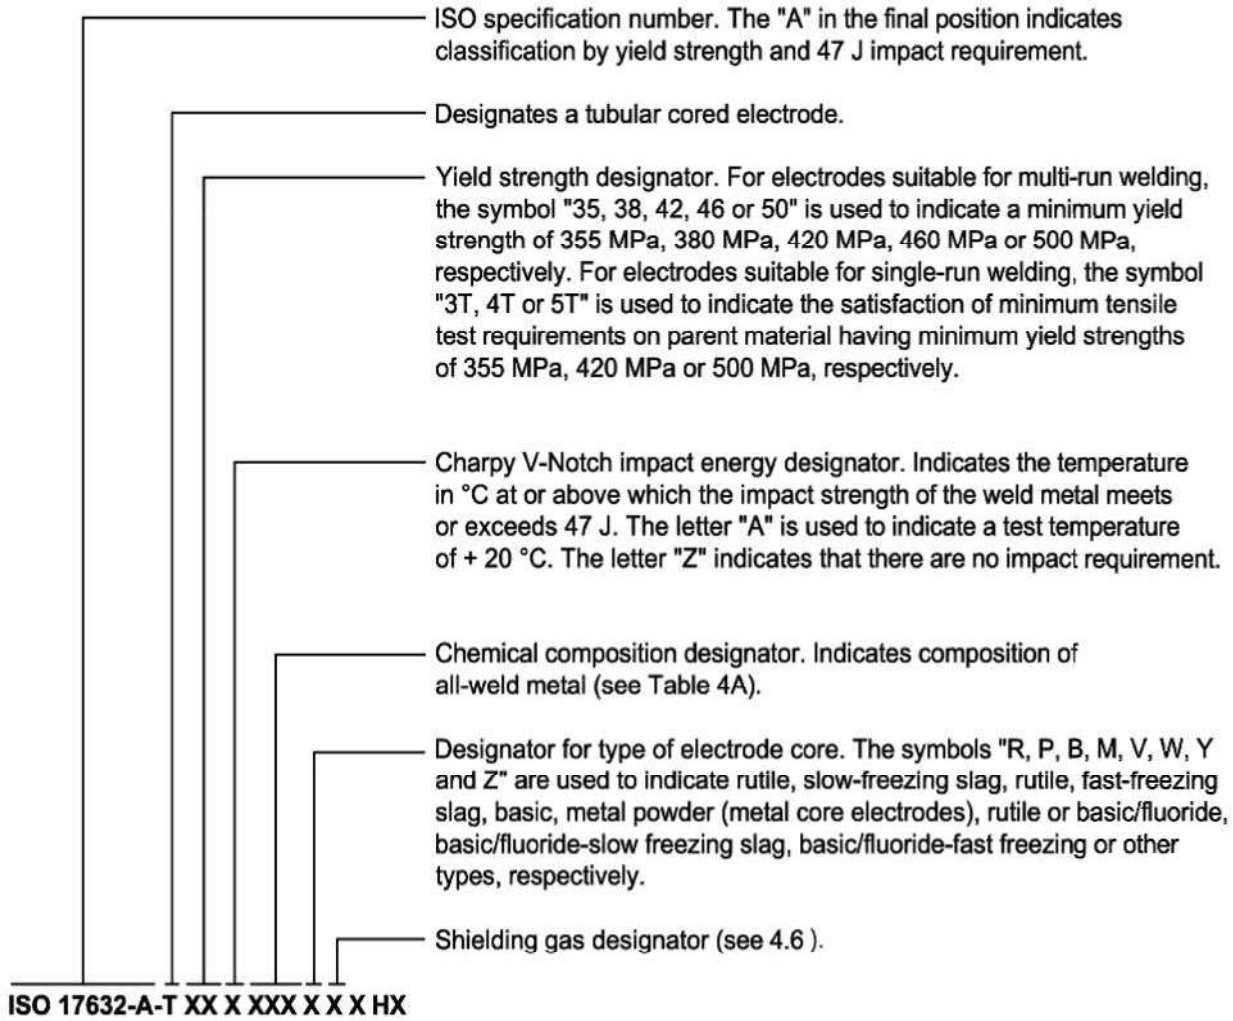 ISO specification number. The "A" in the final position indicates
classification by yield strength and 47 J impact requirement.
Designates a tubular cored electrode.
Yield strength designator. For electrodes suitable for multi-run welding,
the symbol "35, 38, 42, 46 or 50" is used to indicate a minimum yield
strength of 355 MPa, 380 MPa, 420 MPa, 460 MPa or 500 MPa,
respectively. For electrodes suitable for single-run welding, the symbol
"3T, 4T or 5T" is used to indicate the satisfaction of minimum tensile
test requirements on parent material having minimum yield strengths
of 355 MPa, 420 MPa or 500 MPa, respectively.
Charpy V-Notch impact energy designator. Indicates the temperature
in °C at or above which the impact strength of the weld metal meets
or exceeds 47 J. The letter "A" is used to indicate a test temperature
of + 20 °C. The letter "Z" indicates that there are no impact requirement.
Chemical composition designator. Indicates composition of
all-weld metal (see Table 4A).
Designator for type of electrode core. The symbols "R, P, B, M, V, W, Y
and Z" are used to indicate rutile, slow-freezing slag, rutile, fast-freezing
slag, basic, metal powder (metal core electrodes), rutile or basic/fluoride,
basic/fluoride-slow freezing slag, basic/fluoride-fast freezing or other
types, respectively.
Shielding gas designator (see 4.6 ).
ISO 17632-A-T XX X XXX X X X HX